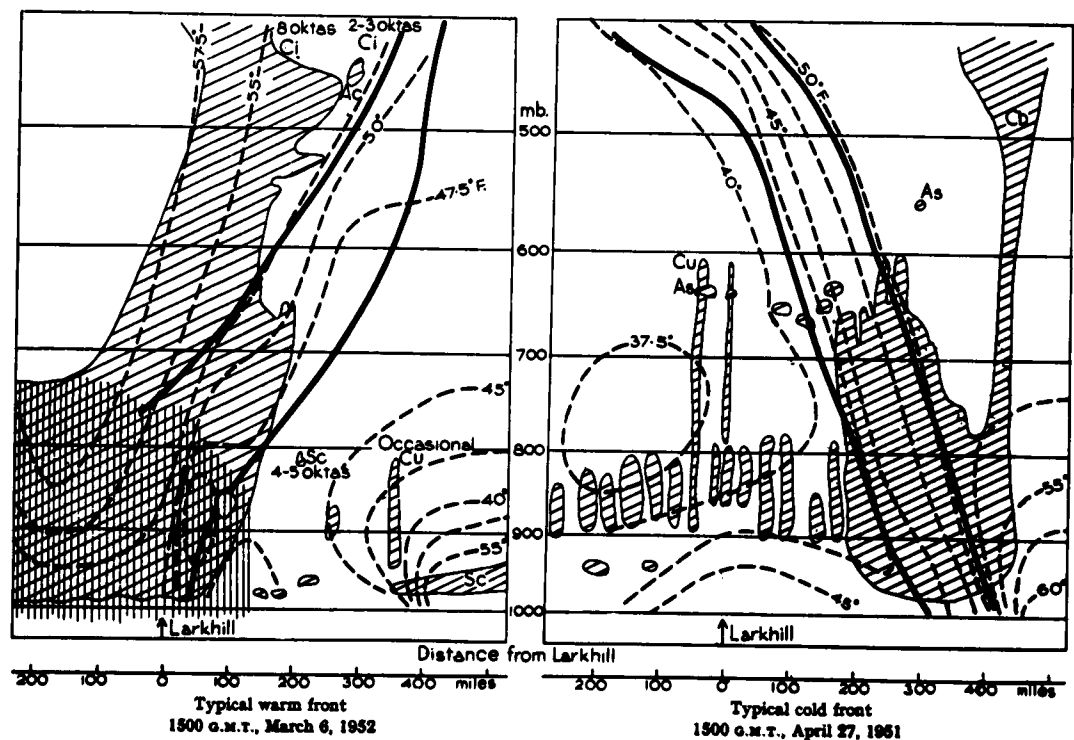 57.5°
8 oktas
Ci
2-3 oktas
Ci
55°
Ac
50°
47.5°F.
45°
Sc
4-5 oktas
Occasional
Cu
40°
55°
Sc
Larkhill
mb.
500
600
700
800
900
1000
50°F.
45°
40°
Cb
As
Cu
As
37.5°
55°
45°
60°
Larkhill
Distance from Larkhill
200 100 0 100 200 300 400 miles
Typical warm front
1500 G.M.T., March 6, 1952
200 100 0 100 200 300 400 miles
Typical cold front
1500 G.M.T., April 27, 1951